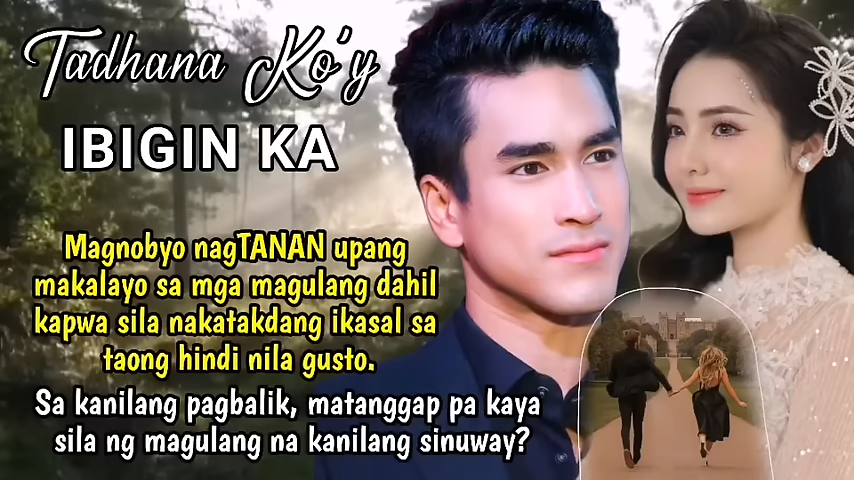 Tadhana Ko'y
IBIGIN KA
Magnobyo nagTANAN upang
makalayo sa mga magulang dahil
kapwa sila nakatakdang ikasal sa
taong hindi nila gusto.
Sa kanilang pagbalik, matanggap pa kaya
sila ng magulang na kanilang sinuway?